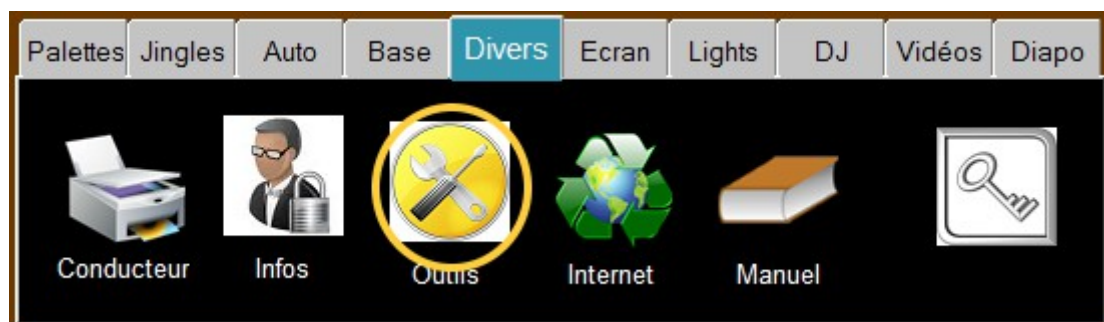 Palettes Jingles Auto Base Divers Ecran Lights DJ Vidéos Diapo
Conducteur Infos Outils Internet Manuel